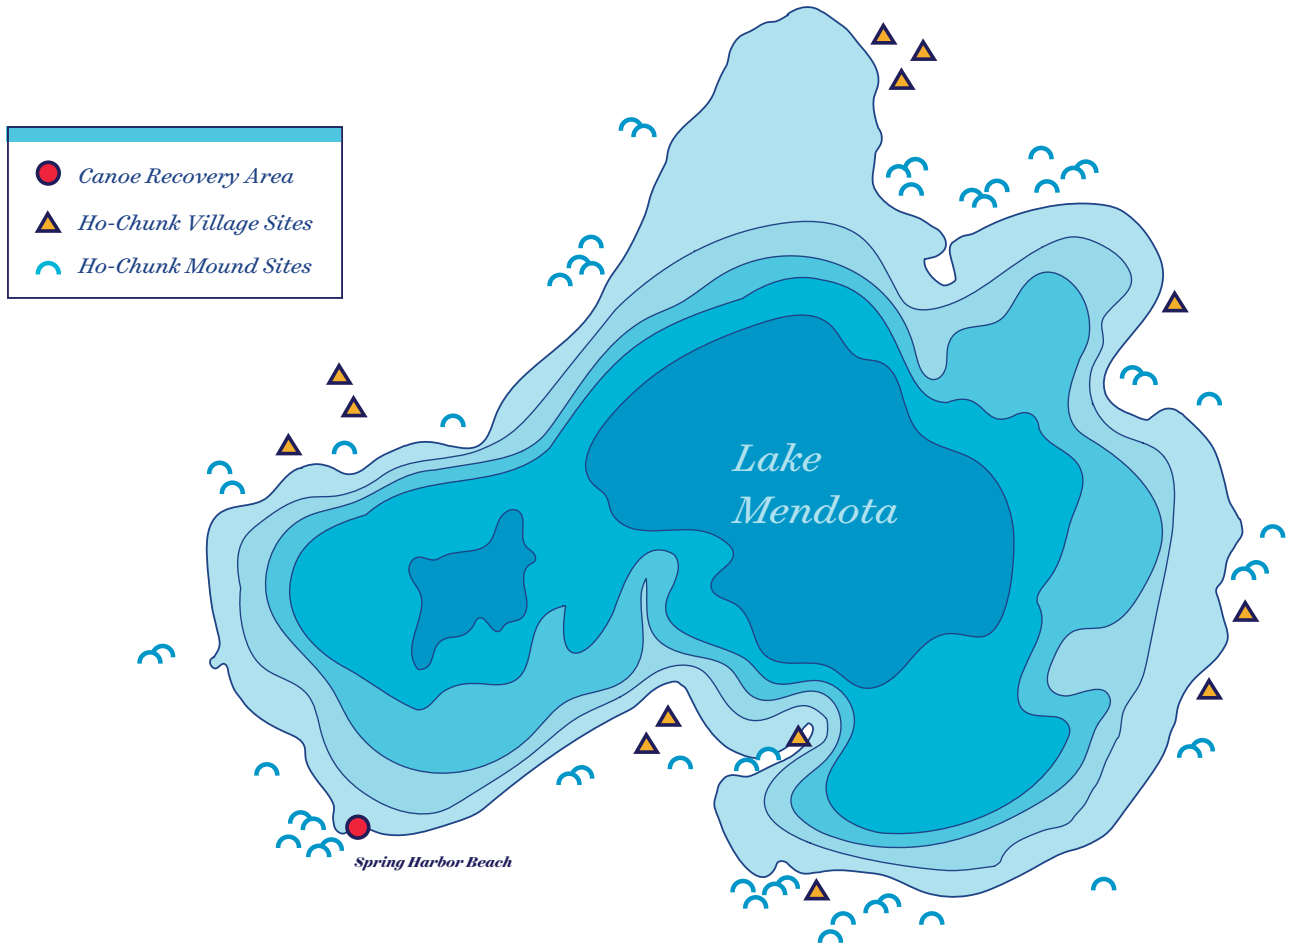 Canoe Recovery Area
Ho-Chunk Village Sites
Ho-Chunk Mound Sites
Lake
Mendota
Spring Harbor Beach